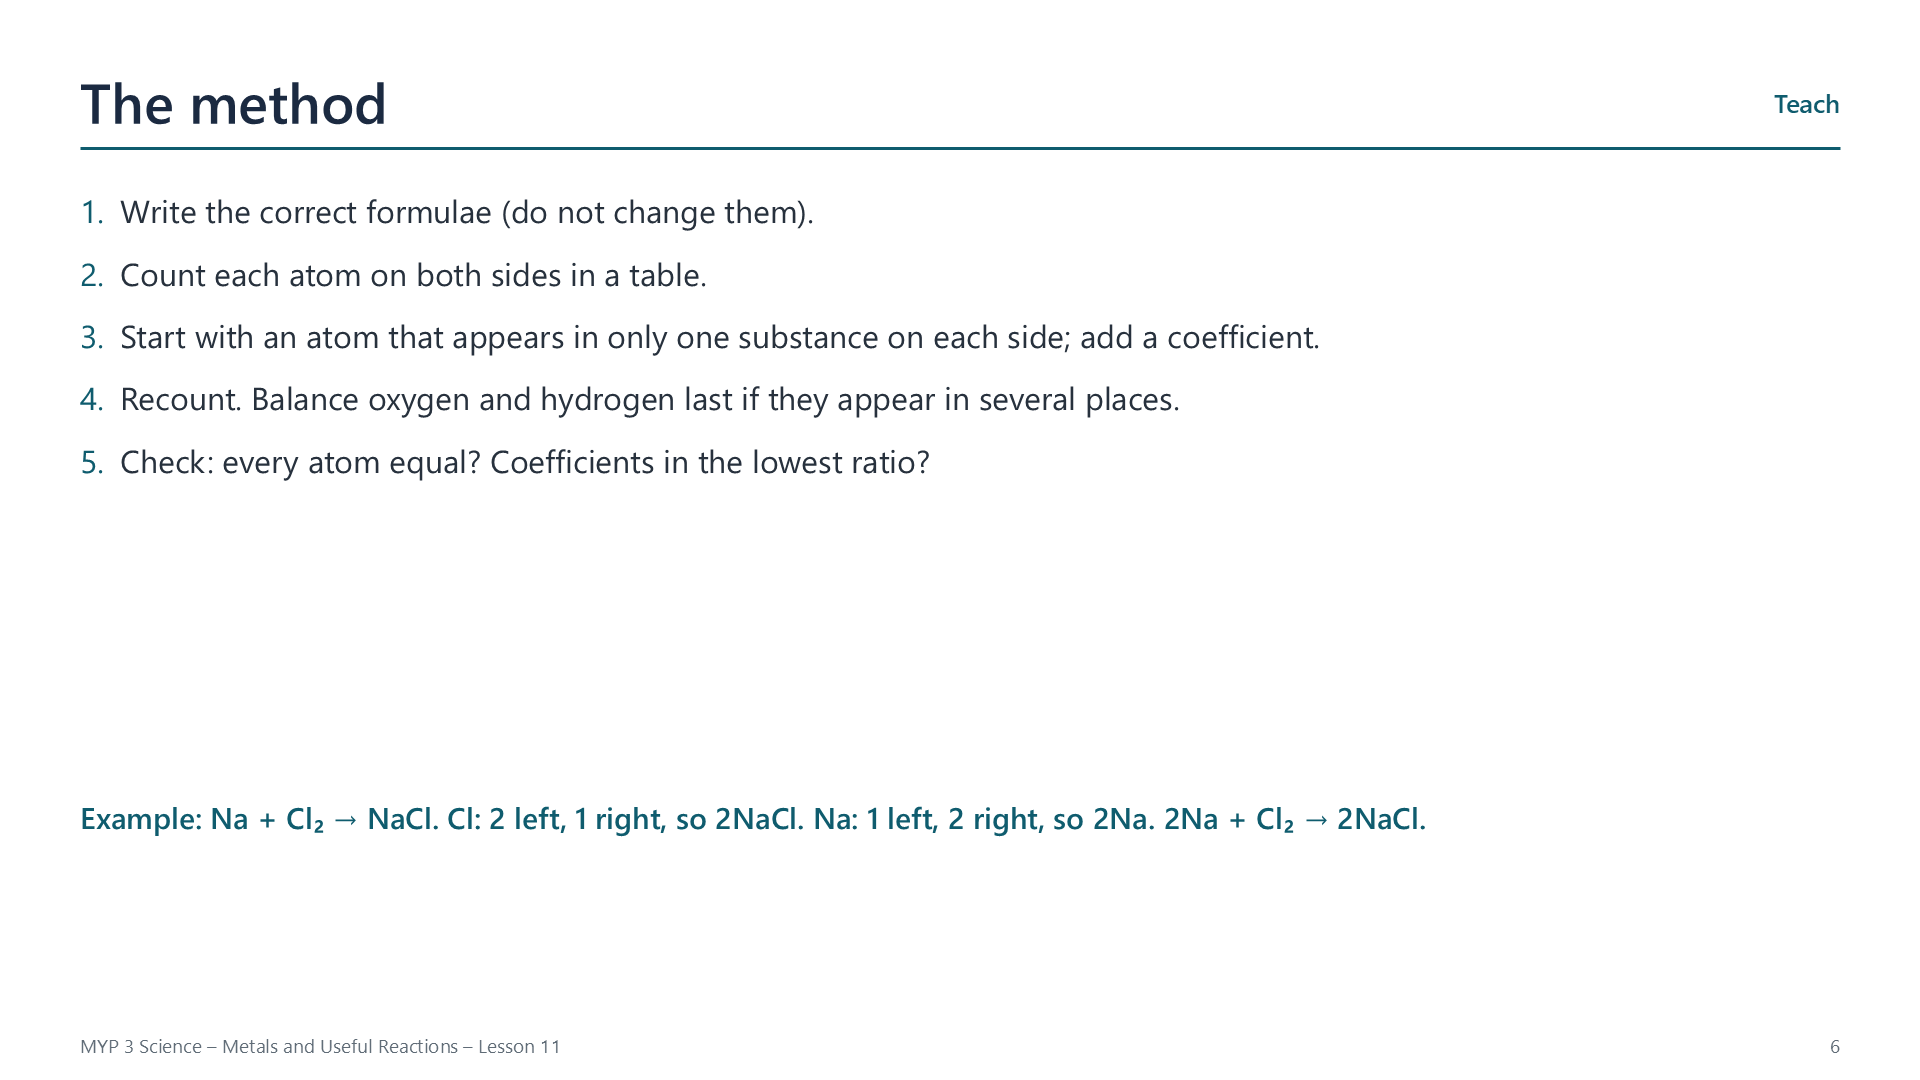 The method
Teach
1. Write the correct formulae (do not change them).
2. Count each atom on both sides in a table.
3. Start with an atom that appears in only one substance on each side; add a coefficient.
4. Recount. Balance oxygen and hydrogen last if they appear in several places.
5. Check: every atom equal? Coefficients in the lowest ratio?
Example: Na + Cl₂ → NaCl. Cl: 2 left, 1 right, so 2NaCl. Na: 1 left, 2 right, so 2Na. 2Na + Cl₂ → 2NaCl.
MYP 3 Science – Metals and Useful Reactions – Lesson 11
6